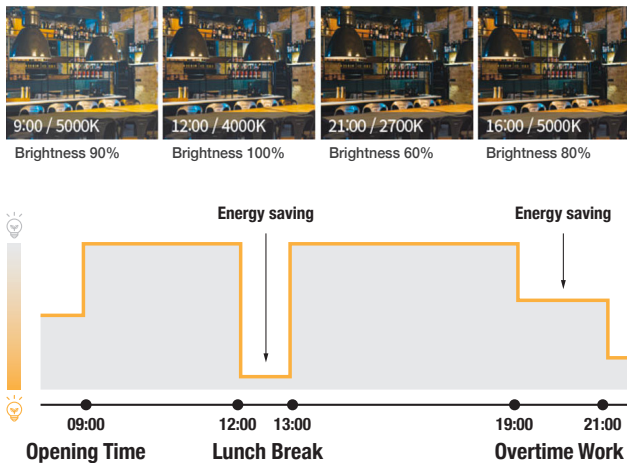 9:00 / 5000K
12:00 / 4000K
21:00 / 2700K
16:00 / 5000K
Brightness 90%
Brightness 100%
Brightness 60%
Brightness 80%
Energy saving
Energy saving
09:00
12:00
13:00
19:00
21:00
Opening Time
Lunch Break
Overtime Work